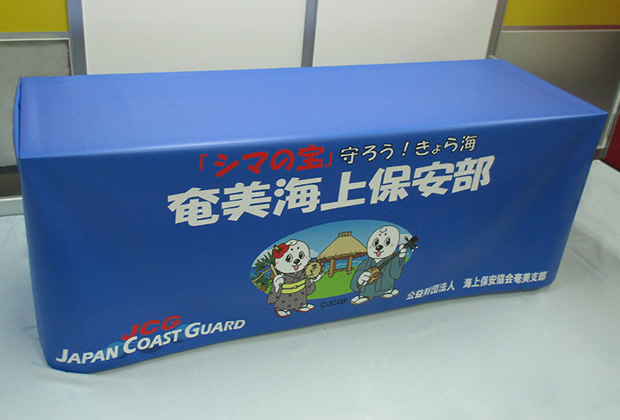 「シマの宝」守ろう！きょら海
奄美海上保安部
©JCGF
公益財団法人 海上保安協会奄美支部
JCG
JAPAN COAST GUARD